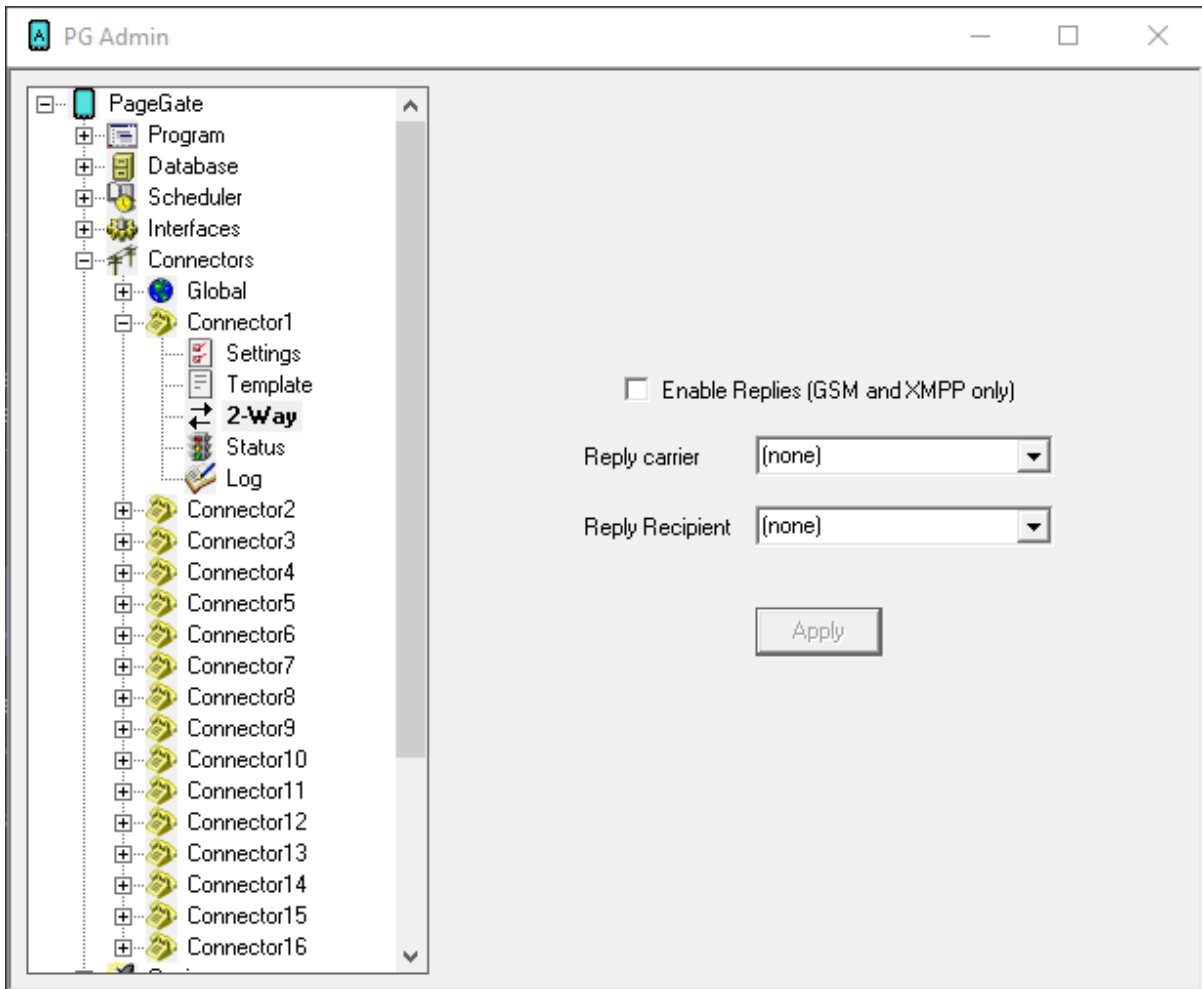 PG Admin
PageGate
Program
Database
Scheduler
Interfaces
Connectors
Global
Connector1
Settings
Template
2-Way
Status
Log
Connector2
Connector3
Connector4
Connector5
Connector6
Connector7
Connector8
Connector9
Connector10
Connector11
Connector12
Connector13
Connector14
Connector15
Connector16
Enable Replies (GSM and XMPP only)
Reply carrier (none)
Reply Recipient (none)
Apply